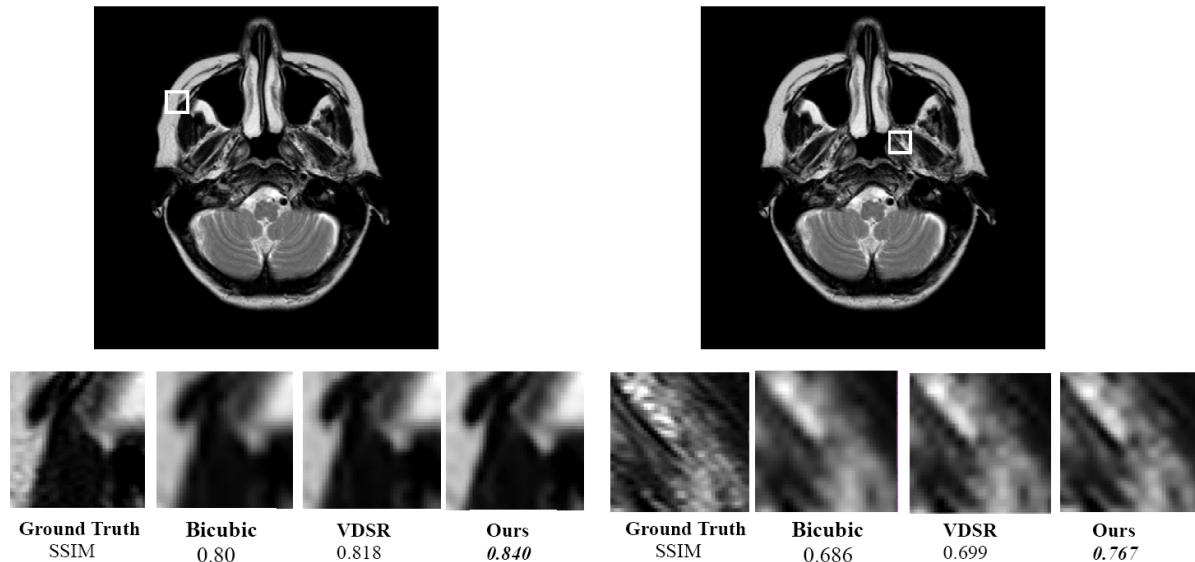 Ground Truth Bicubic VDSR Ours Ground Truth Bicubic VDSR Ours
SSIM 0.80 0.818 0.840 SSIM 0.686 0.699 0.767